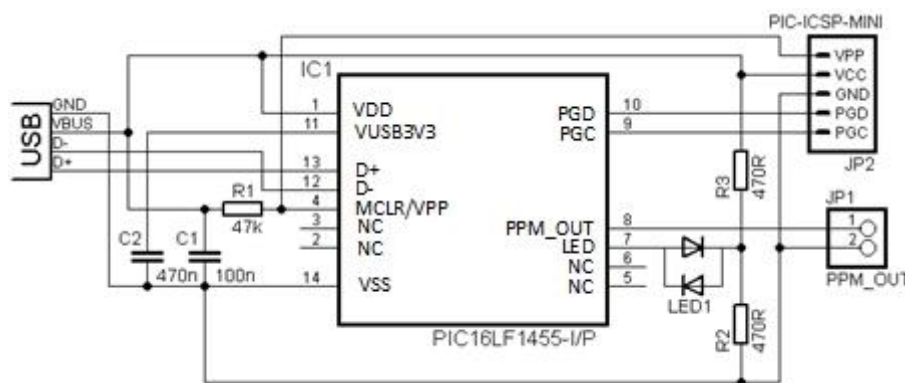 PIC-ICSP-MINI
VPP
VCC
GND
PGD
PGC
JP2
IC1
USB
GND
VBUS
D-
D+
1
11
13
12
4
3
2
14
VDD
VUSB3V3
D+
D-
MCLR/VPP
NC
NC
VSS
PGD
PGC
PPM_OUT
LED
NC
NC
10
9
8
7
6
5
R1
47k
C2
470n
C1
100n
R3
470R
R2
470R
LED1
JP1
1
2
PPM_OUT
PIC16LF1455-I/P